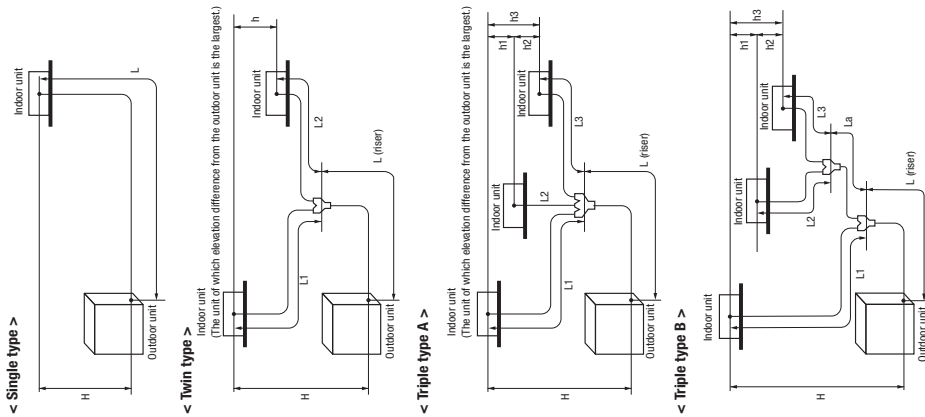 < Single type >
Indoor unit
H
L
Outdoor unit
< Twin type >
Indoor unit
(The unit of which elevation difference from the outdoor unit is the largest.)
h
Indoor unit
L1
L2
H
L (riser)
Outdoor unit
< Triple type A >
Indoor unit
(The unit of which elevation difference from the outdoor unit is the largest.)
h3
h1
h2
Indoor unit
Indoor unit
L1
L2
L3
H
L (riser)
Outdoor unit
< Triple type B >
h3
h1
h2
Indoor unit
Indoor unit
Indoor unit
L1
L2
L3
La
H
L (riser)
Outdoor unit